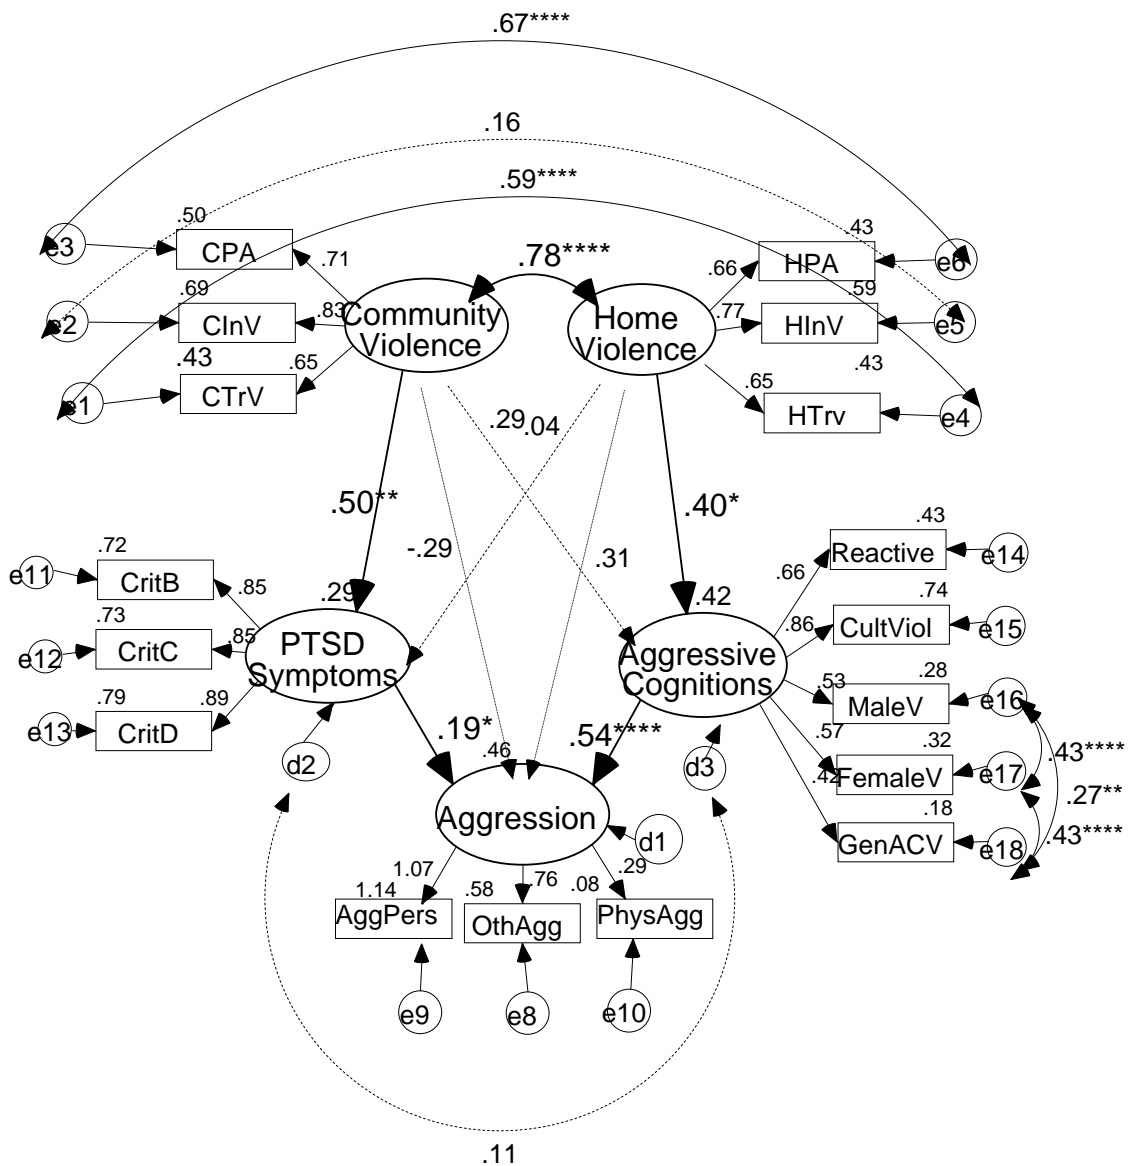 .67****
.16
.59****
.50
e3
CPA
.71
.78****
.43
.66
HPA
e6
.69
e2
CInV
.83
Community
Violence
Home
Violence
.77
.59
HInV
e5
.43
e1
CTrV
.65
.65
.43
HTrv
e4
.29
.04
.50**
.40*
-.29
.31
.72
e11
CritB
.85
.73
e12
CritC
.85
.79
e13
CritD
.89
.29
PTSD
Symptoms
.42
Aggressive
Cognitions
.43
Reactive
e14
.66
.74
CultViol
e15
.86
.28
MaleV
e16
.53
.32
FemaleV
e17
.57
.18
GenACV
e18
.42
.43****
.27**
.43****
d2
.19*
.46
.54****
d3
Aggression
d1
1.07
1.14
AggPers
.76
.58
OthAgg
.29
.08
PhysAgg
e9
e8
e10
.11